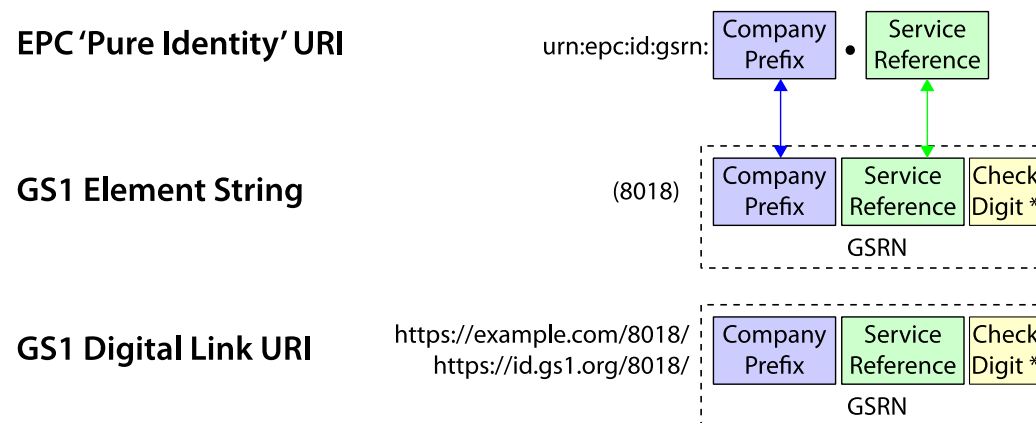 EPC ‘Pure Identity’ URI
urn:epc:id:gsrn:
Company
Prefix
•
Service
Reference
GS1 Element String
(8018)
Company
Prefix
Service
Reference
Check
Digit *
GSRN
GS1 Digital Link URI
https://example.com/8018/
https://id.gs1.org/8018/
Company
Prefix
Service
Reference
Check
Digit *
GSRN